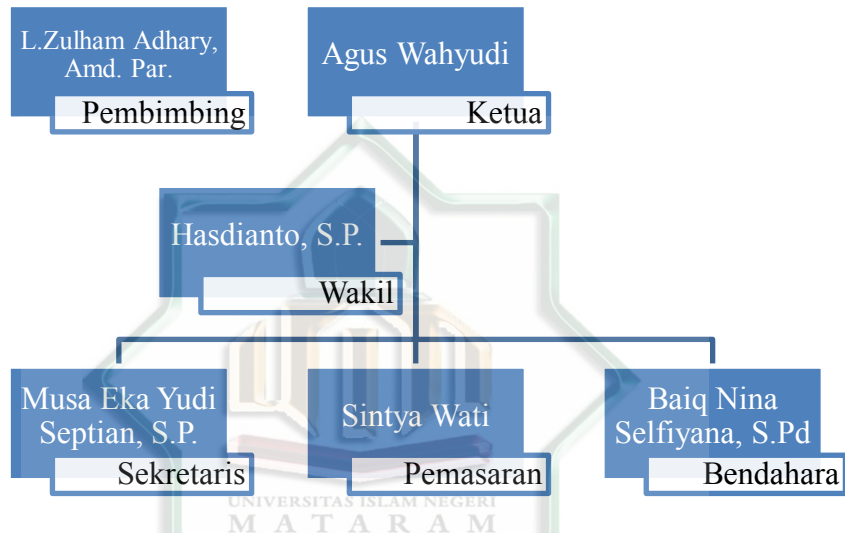 L.Zulham Adhary,
Amd. Par.
Pembimbing
Agus Wahyudi
Ketua
Hasdianto, S.P.
Wakil
Musa Eka Yudi
Septian, S.P.
Sekretaris
Sintya Wati
Pemasaran
Baiq Nina
Selfiyana, S.Pd
Bendahara
UNIVERSITAS ISLAM NEGERI
MATARAM